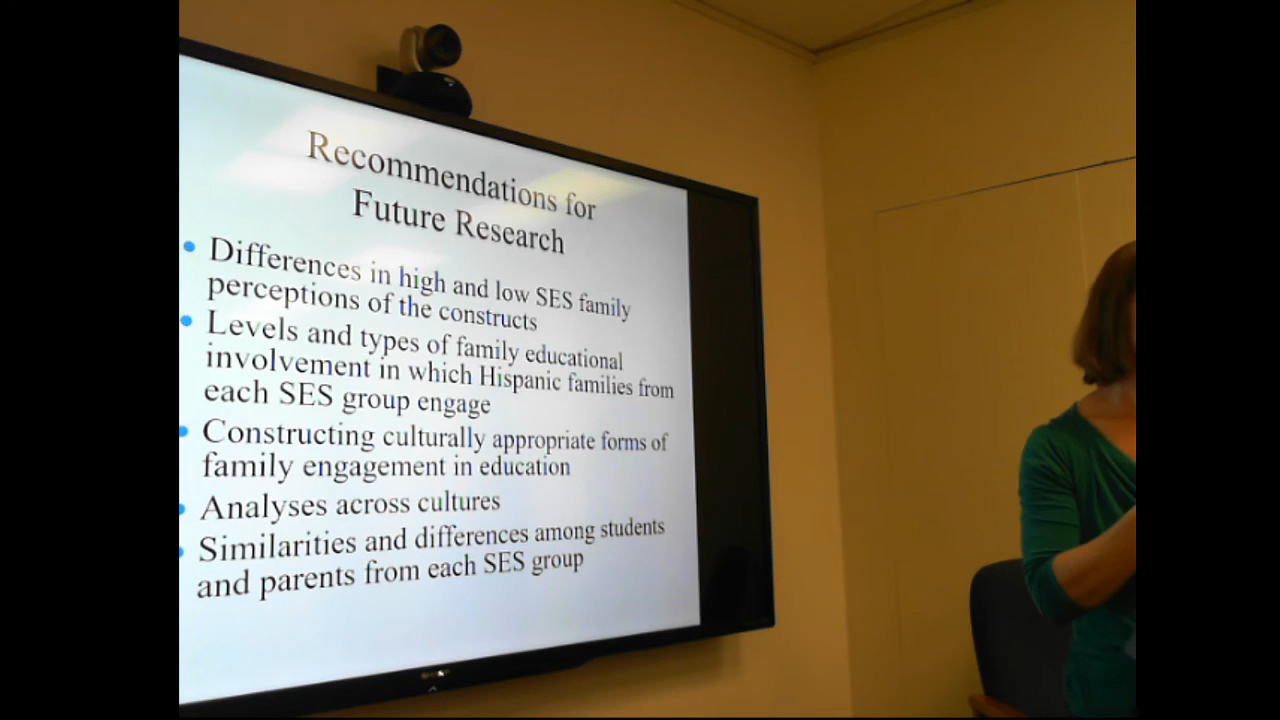 Recommendations for
Future Research
• Differences in high and low SES family
perceptions of the constructs
• Levels and types of family educational
involvement in which Hispanic families from
each SES group engage
• Constructing culturally appropriate forms of
family engagement in education
• Analyses across cultures
• Similarities and differences among students
and parents from each SES group